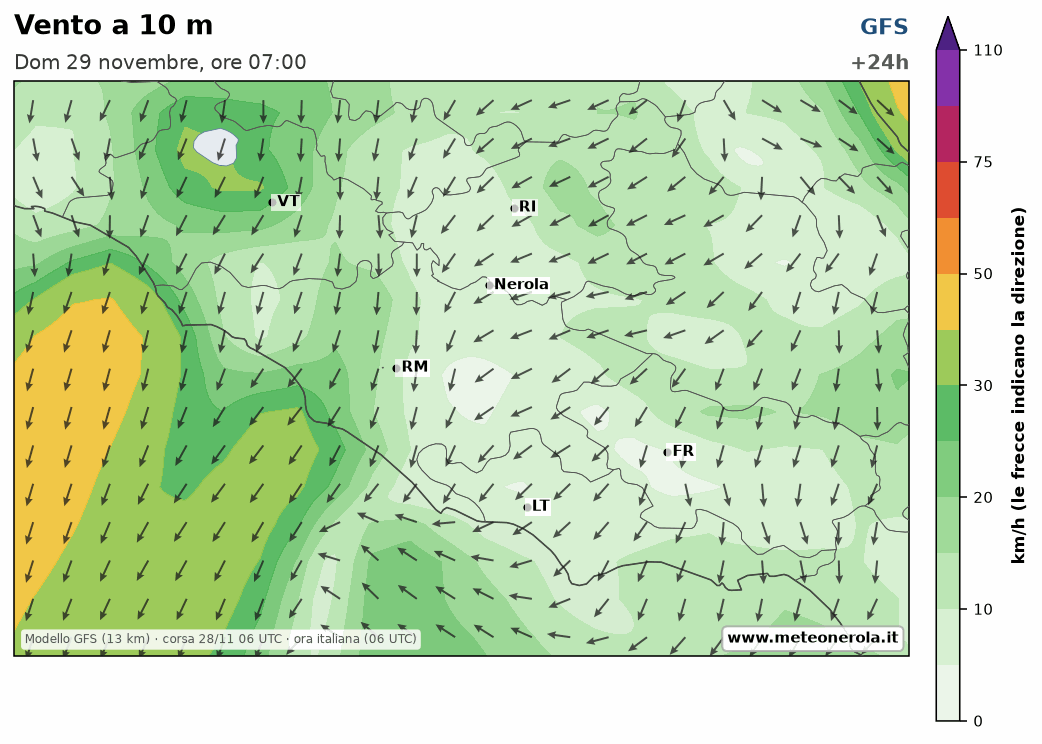 Vento a 10 m
GFS
Dom 29 novembre, ore 07:00
+24h
VT
RI
Nerola
RM
FR
LT
Modello GFS (13 km) · corsa 28/11 06 UTC · ora italiana (06 UTC)
www.meteonerola.it
110
75
50
30
20
10
0
km/h (le frecce indicano la direzione)